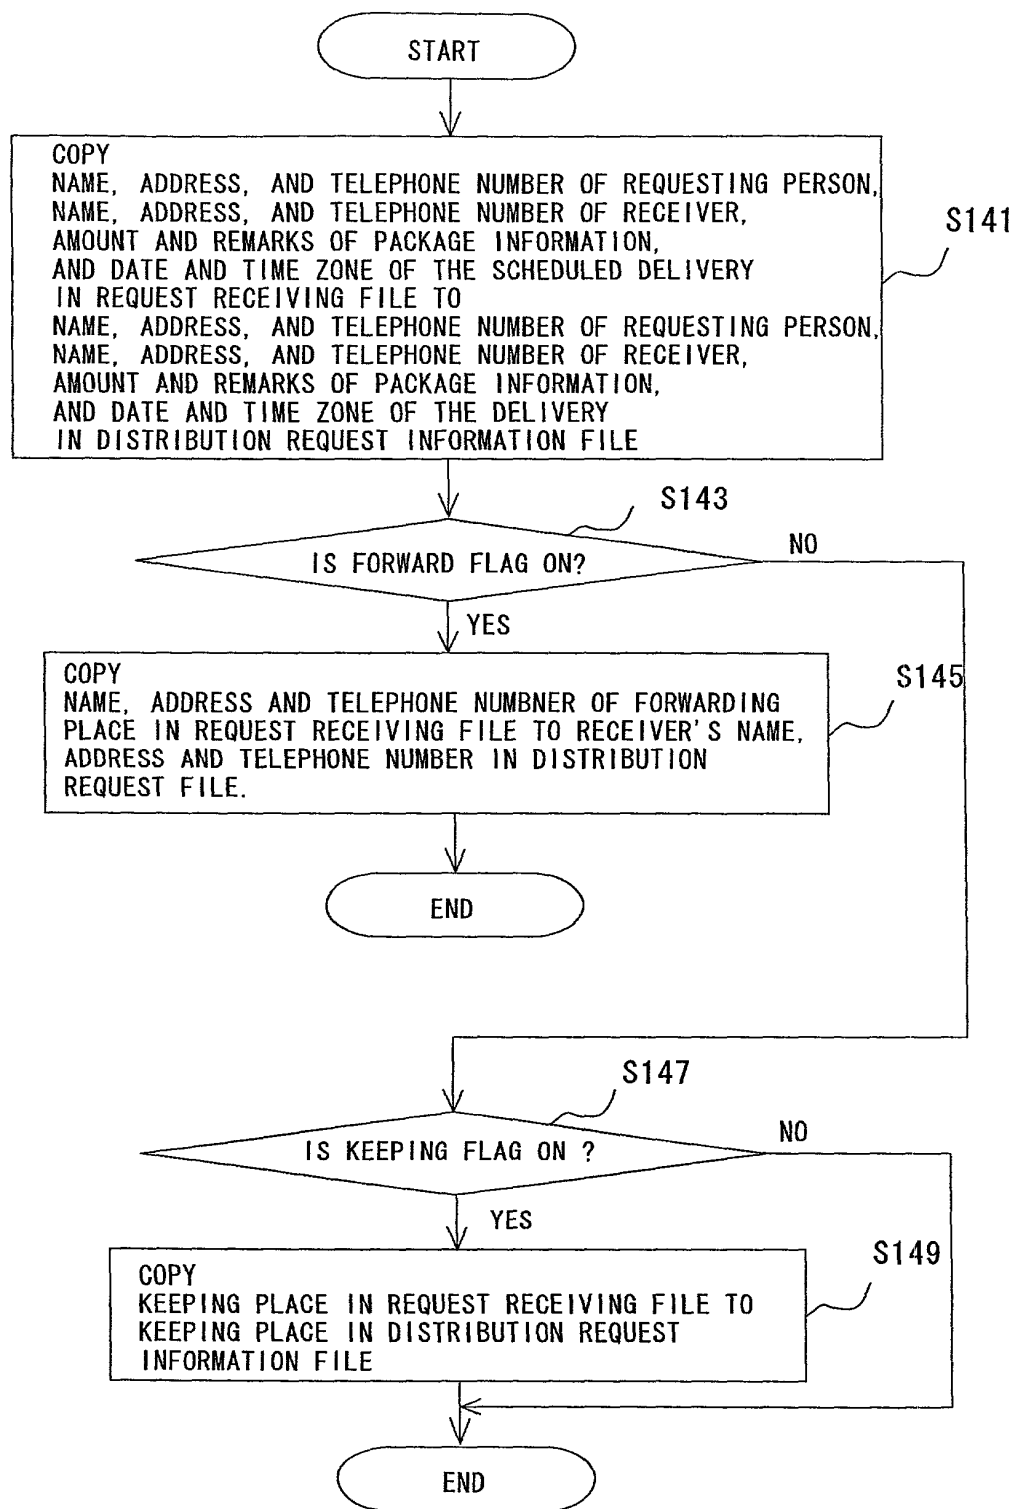 START
COPY
NAME, ADDRESS, AND TELEPHONE NUMBER OF REQUESTING PERSON,
NAME, ADDRESS, AND TELEPHONE NUMBER OF RECEIVER,
AMOUNT AND REMARKS OF PACKAGE INFORMATION,
AND DATE AND TIME ZONE OF THE SCHEDULED DELIVERY
IN REQUEST RECEIVING FILE TO
NAME, ADDRESS, AND TELEPHONE NUMBER OF REQUESTING PERSON,
NAME, ADDRESS, AND TELEPHONE NUMBER OF RECEIVER,
AMOUNT AND REMARKS OF PACKAGE INFORMATION,
AND DATE AND TIME ZONE OF THE DELIVERY
IN DISTRIBUTION REQUEST INFORMATION FILE
S141
S143
IS FORWARD FLAG ON?
NO
YES
COPY
NAME, ADDRESS AND TELEPHONE NUMBNER OF FORWARDING
PLACE IN REQUEST RECEIVING FILE TO RECEIVER'S NAME,
ADDRESS AND TELEPHONE NUMBER IN DISTRIBUTION
REQUEST FILE.
S145
END
S147
IS KEEPING FLAG ON ?
NO
YES
COPY
KEEPING PLACE IN REQUEST RECEIVING FILE TO
KEEPING PLACE IN DISTRIBUTION REQUEST
INFORMATION FILE
S149
END